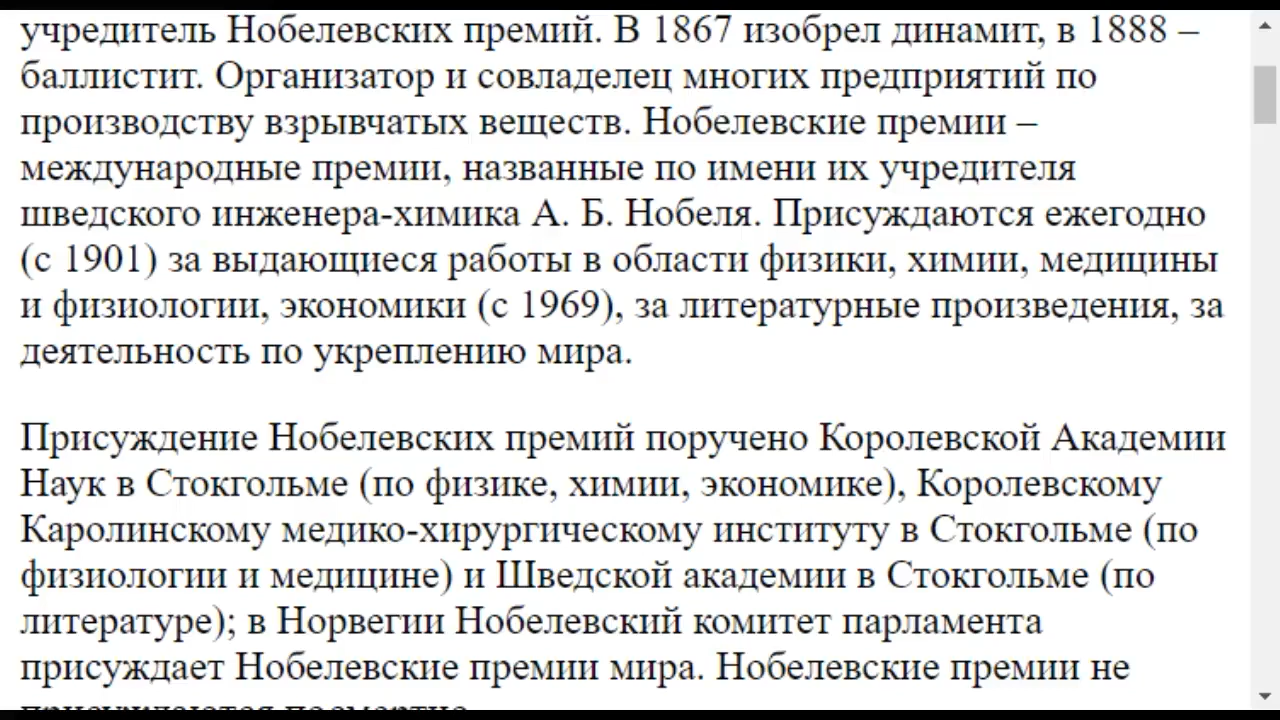 учредитель Нобелевских премий. В 1867 изобрел динамит, в 1888 –
баллистит. Организатор и совладелец многих предприятий по
производству взрывчатых веществ. Нобелевские премии –
международные премии, названные по имени их учредителя
шведского инженера-химика А. Б. Нобеля. Присуждаются ежегодно
(с 1901) за выдающиеся работы в области физики, химии, медицины
и физиологии, экономики (с 1969), за литературные произведения, за
деятельность по укреплению мира.
Присуждение Нобелевских премий поручено Королевской Академии
Наук в Стокгольме (по физике, химии, экономике), Королевскому
Каролинскому медико-хирургическому институту в Стокгольме (по
физиологии и медицине) и Шведской академии в Стокгольме (по
литературе); в Норвегии Нобелевский комитет парламента
присуждает Нобелевские премии мира. Нобелевские премии не